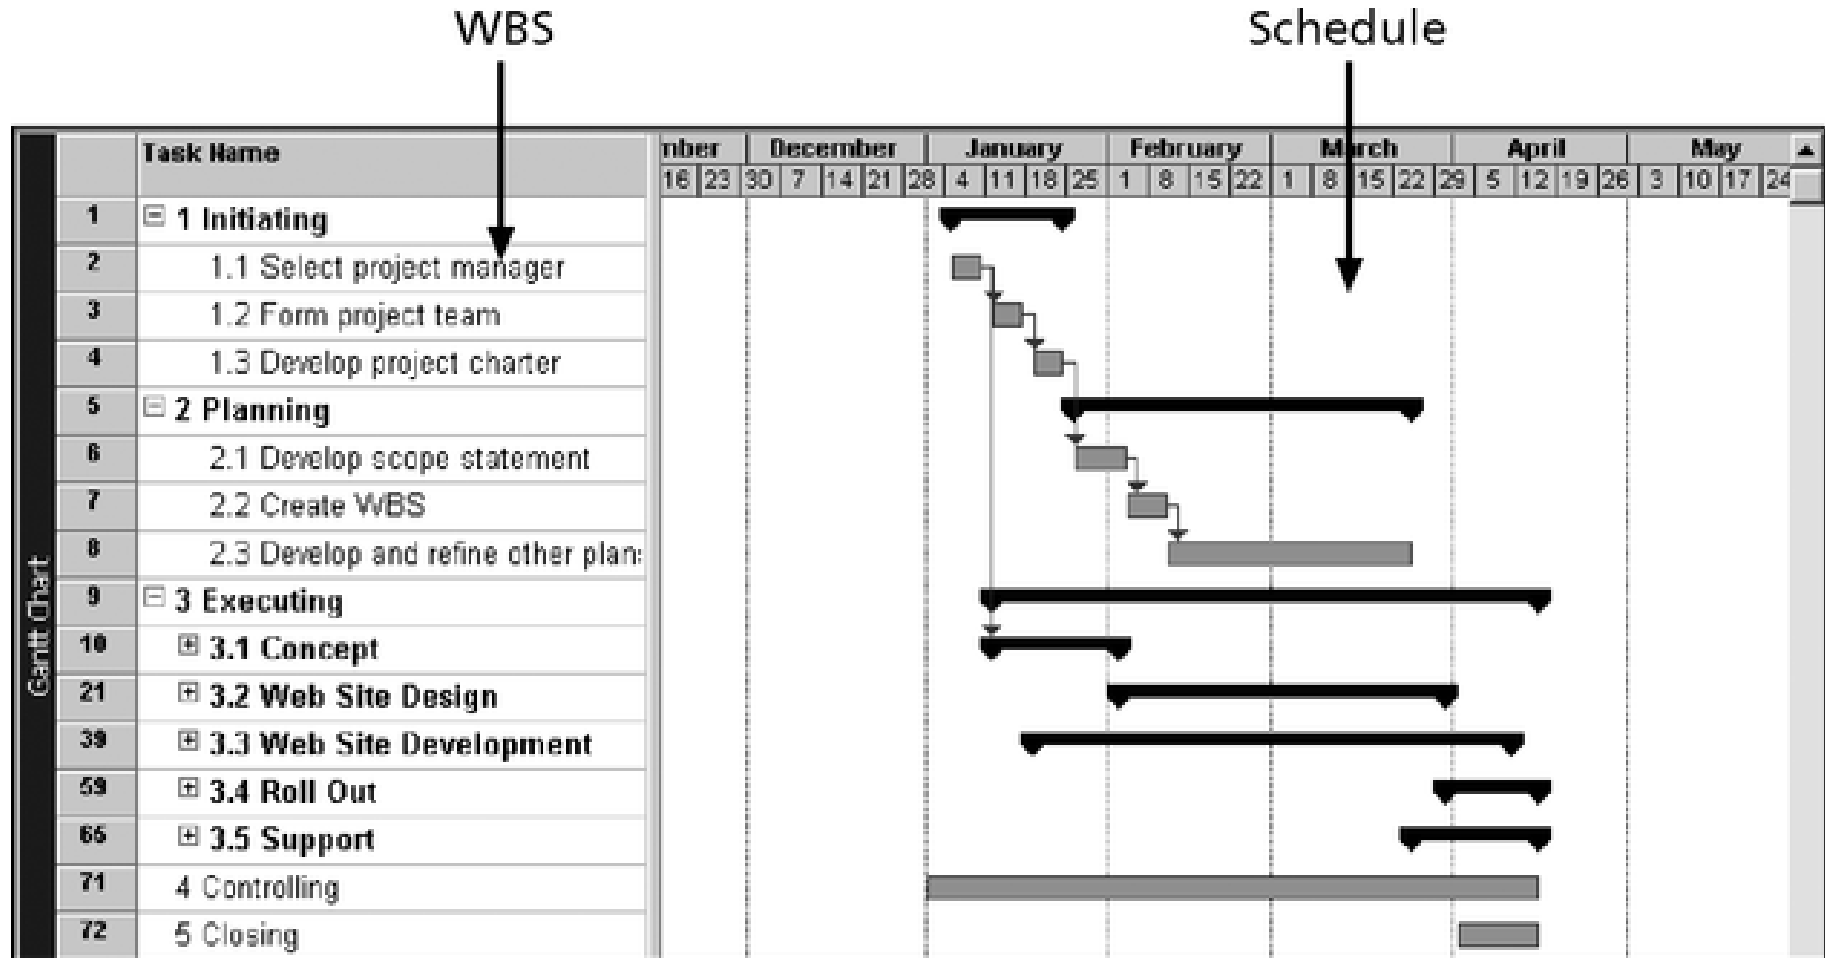 WBS Schedule
Task Name mber December January February March April May
16 23 30 7 14 21 28 4 11 18 25 1 8 15 22 1 8 15 22 29 5 12 19 26 3 10 17 24
1 1 Initiating
2 1.1 Select project manager
3 1.2 Form project team
4 1.3 Develop project charter
5 2 Planning
6 2.1 Develop scope statement
7 2.2 Create WBS
8 2.3 Develop and refine other plans
9 3 Executing
10 3.1 Concept
21 3.2 Web Site Design
39 3.3 Web Site Development
59 3.4 Roll Out
65 3.5 Support
71 4 Controlling
72 5 Closing
Gantt Chart